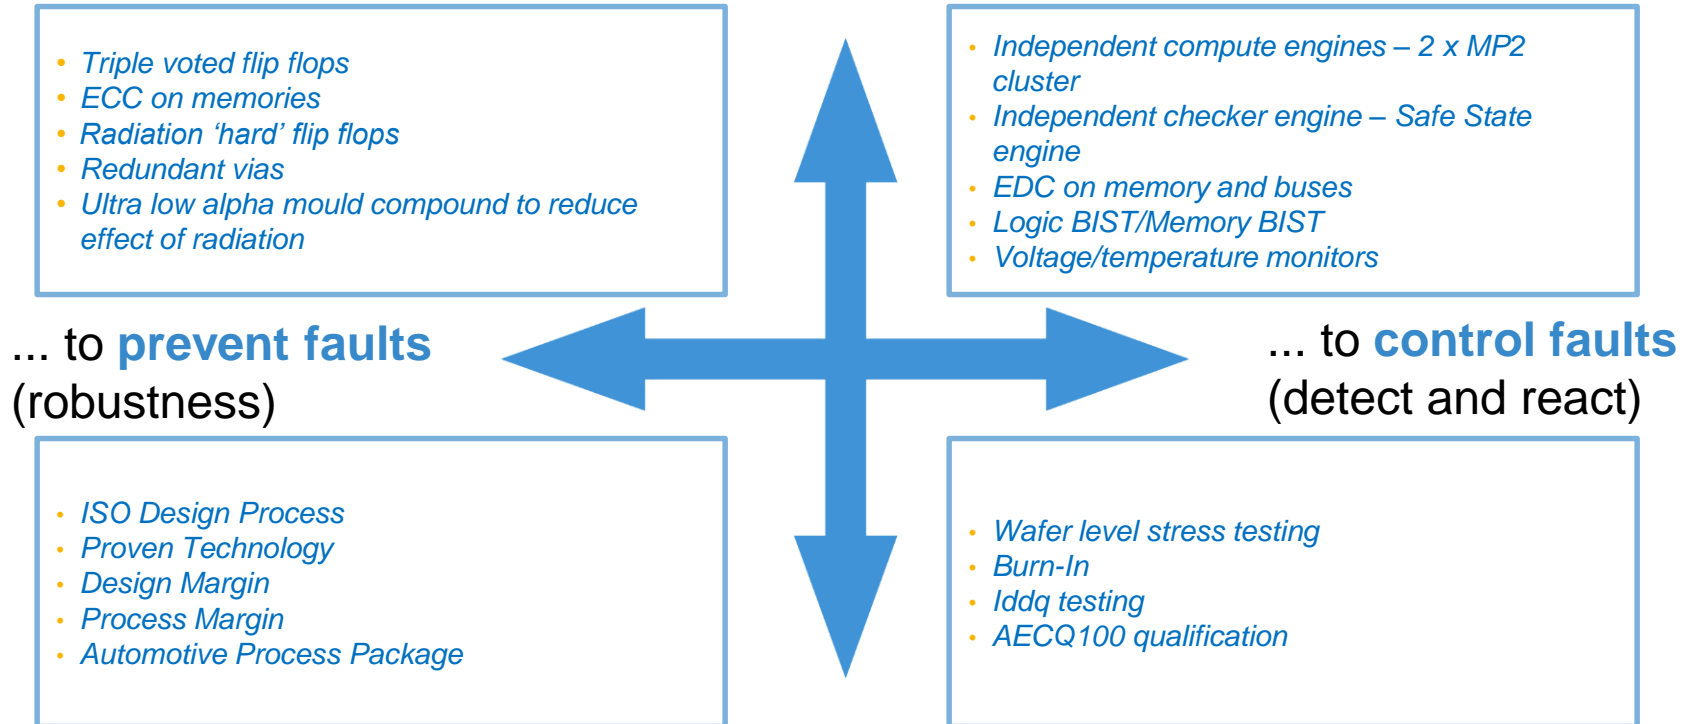 • Triple voted flip flops
• ECC on memories
• Radiation ‘hard’ flip flops
• Redundant vias
• Ultra low alpha mould compound to reduce
effect of radiation
• Independent compute engines – 2 x MP2
cluster
• Independent checker engine – Safe State
engine
• EDC on memory and buses
• Logic BIST/Memory BIST
• Voltage/temperature monitors
... to prevent faults
(robustness)
... to control faults
(detect and react)
• ISO Design Process
• Proven Technology
• Design Margin
• Process Margin
• Automotive Process Package
• Wafer level stress testing
• Burn-In
• Iddq testing
• AECQ100 qualification